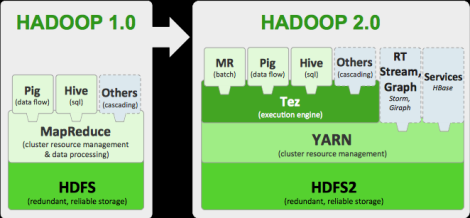 HADOOP 1.0
Pig
(data flow)
Hive
(sql)
Others
(cascading)
MapReduce
(cluster resource management
& data processing)
HDFS
(redundant, reliable storage)
HADOOP 2.0
MR
(batch)
Pig
(data flow)
Hive
(sql)
Others
(cascading)
RT
Stream,
Graph
Storm,
Giraph
Services
HBase
Tez
(execution engine)
YARN
(cluster resource management)
HDFS2
(redundant, reliable storage)